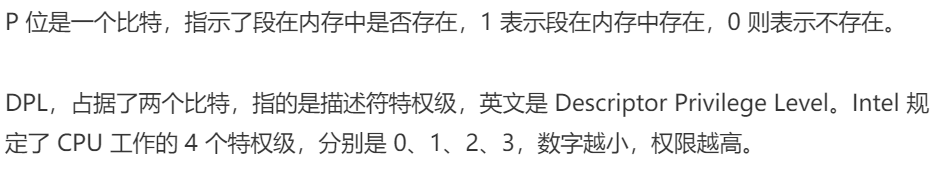 P 位是一个比特，指示了段在内存中是否存在，1 表示段在内存中存在，0 则表示不存在。
DPL，占据了两个比特，指的是描述符特权级，英文是 Descriptor Privilege Level。Intel 规
定了 CPU 工作的 4 个特权级，分别是 0、1、2、3，数字越小，权限越高。